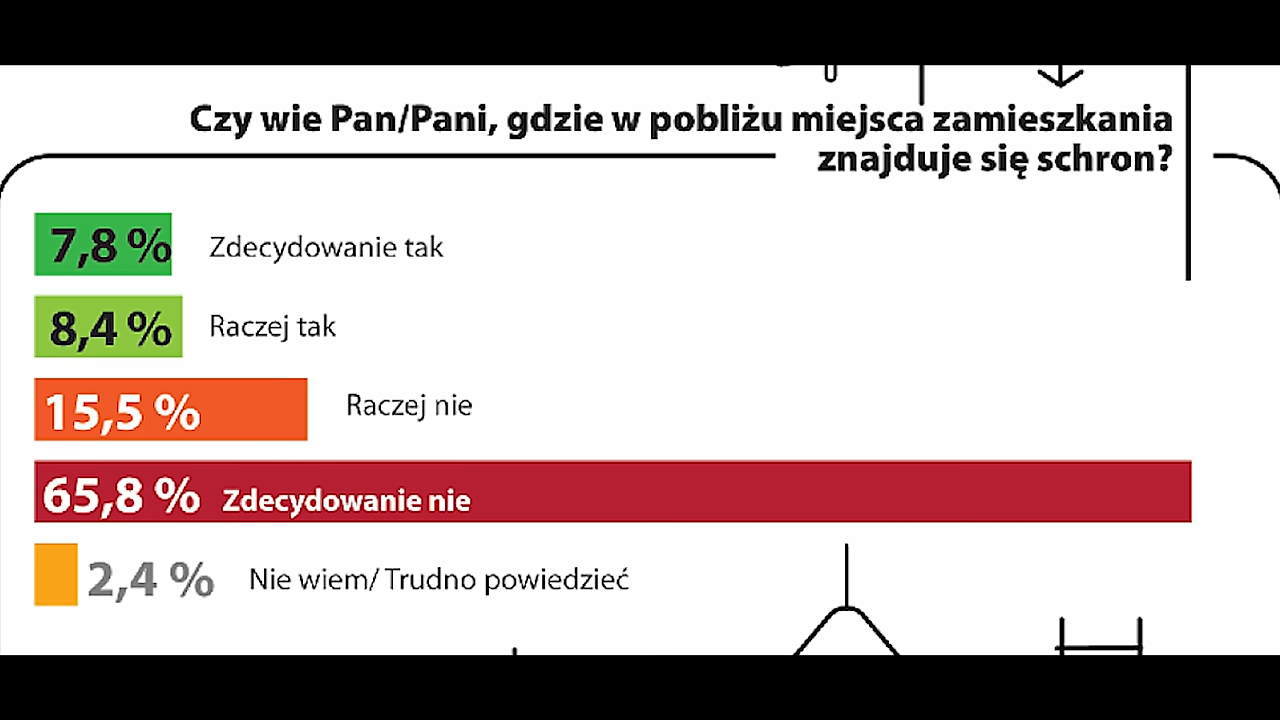 Czy wie Pan/Pani, gdzie w pobliżu miejsca zamieszkania
znajduje się schron?
7,8 % Zdecydowanie tak
8,4 % Raczej tak
15,5 % Raczej nie
65,8 % Zdecydowanie nie
2,4 % Nie wiem/ Trudno powiedzieć